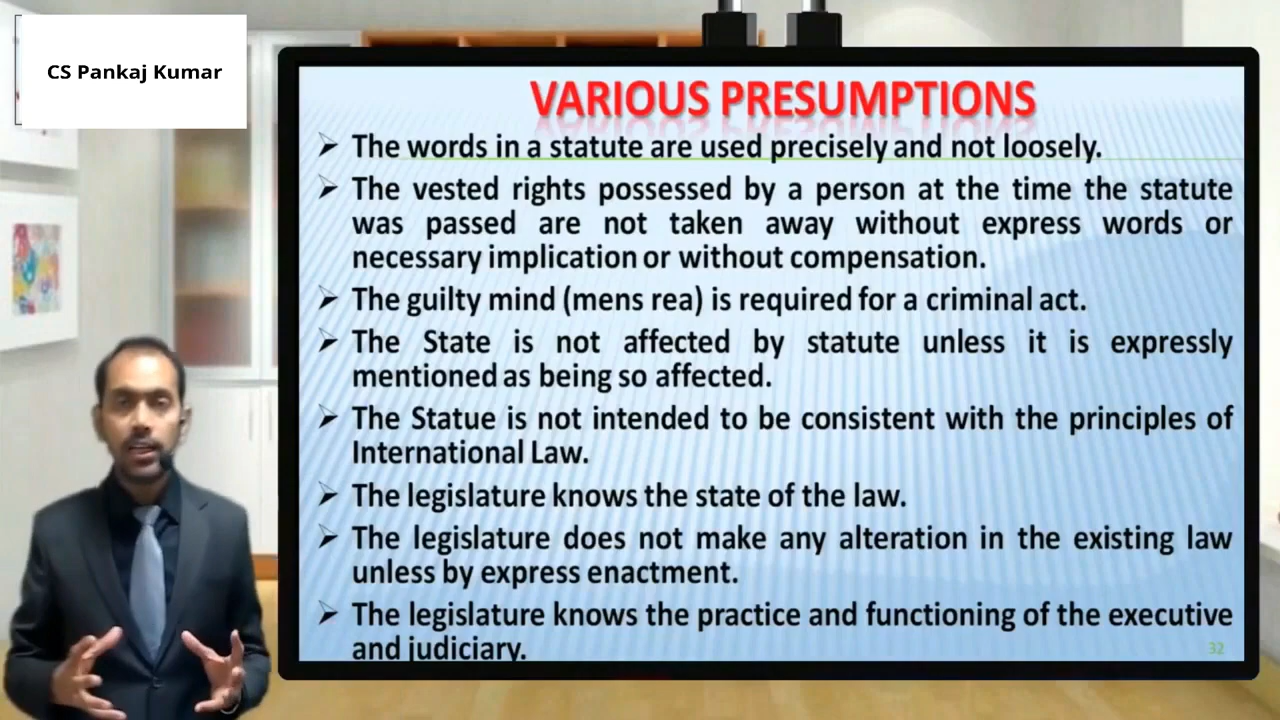 CS Pankaj Kumar
VARIOUS PRESUMPTIONS
➢ The words in a statute are used precisely and not loosely.
➢ The vested rights possessed by a person at the time the statute
was passed are not taken away without express words or
necessary implication or without compensation.
➢ The guilty mind (mens rea) is required for a criminal act.
➢ The State is not affected by statute unless it is expressly
mentioned as being so affected.
➢ The Statue is not intended to be consistent with the principles of
International Law.
➢ The legislature knows the state of the law.
➢ The legislature does not make any alteration in the existing law
unless by express enactment.
➢ The legislature knows the practice and functioning of the executive
and judiciary.
32